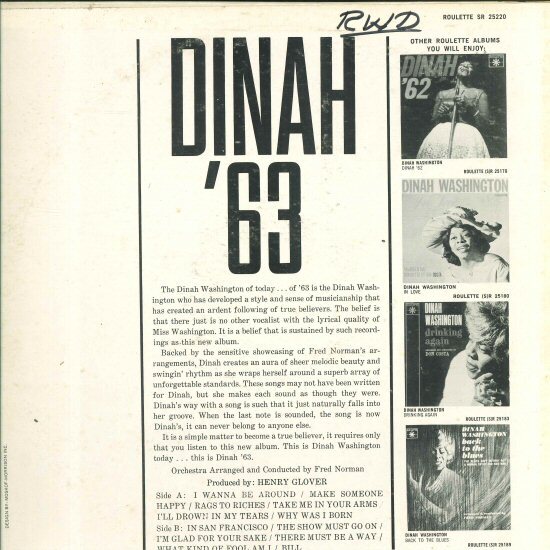 RWD
ROULETTE SR 25220
DINAH
'63
The Dinah Washington of today . . . of '63 is the Dinah Wash-
ington who has developed a style and sense of musicianship that
has created an ardent following of true believers. The belief is
that there just is no other vocalist with the lyrical quality of
Miss Washington. It is a belief that is sustained by such record-
ings as this new album.
Backed by the sensitive showcasing of Fred Norman's ar-
rangements, Dinah creates an aura of sheer melodic beauty and
swingin' rhythm as she wraps herself around a superb array of
unforgettable standards. These songs may not have been written
for Dinah, but she makes each sound as though they were.
Dinah's way with a song is such that it just naturally falls into
her groove. When the last note is sounded, the song is now
Dinah's, it can never belong to anyone else.
It is a simple matter to become a true believer, it requires only
that you listen to this new album. This is Dinah Washington
today . . . this is Dinah '63.
Orchestra Arranged and Conducted by Fred Norman
Produced by: HENRY GLOVER
Side A: I WANNA BE AROUND / MAKE SOMEONE
HAPPY / RAGS TO RICHES / TAKE ME IN YOUR ARMS
I'LL DROWN IN MY TEARS / WHY WAS I BORN
Side B: IN SAN FRANCISCO / THE SHOW MUST GO ON /
I'M GLAD FOR YOUR SAKE / THERE MUST BE A WAY /
WHAT KIND OF FOOL AM I / BILL
OTHER ROULETTE ALBUMS
YOU WILL ENJOY:
DINAH
'62
DINAH WASHINGTON
DINAH '62
ROULETTE (S)R 25170
DINAH WASHINGTON
DINAH WASHINGTON
IN LOVE
ROULETTE (S)R 25180
DINAH
WASHINGTON
drinking
again
DON COSTA
DINAH WASHINGTON
DRINKING AGAIN
ROULETTE (S)R 25183
DINAH
WASHINGTON
back
to the
blues
DINAH WASHINGTON
BACK TO THE BLUES
ROULETTE (S)R 25189